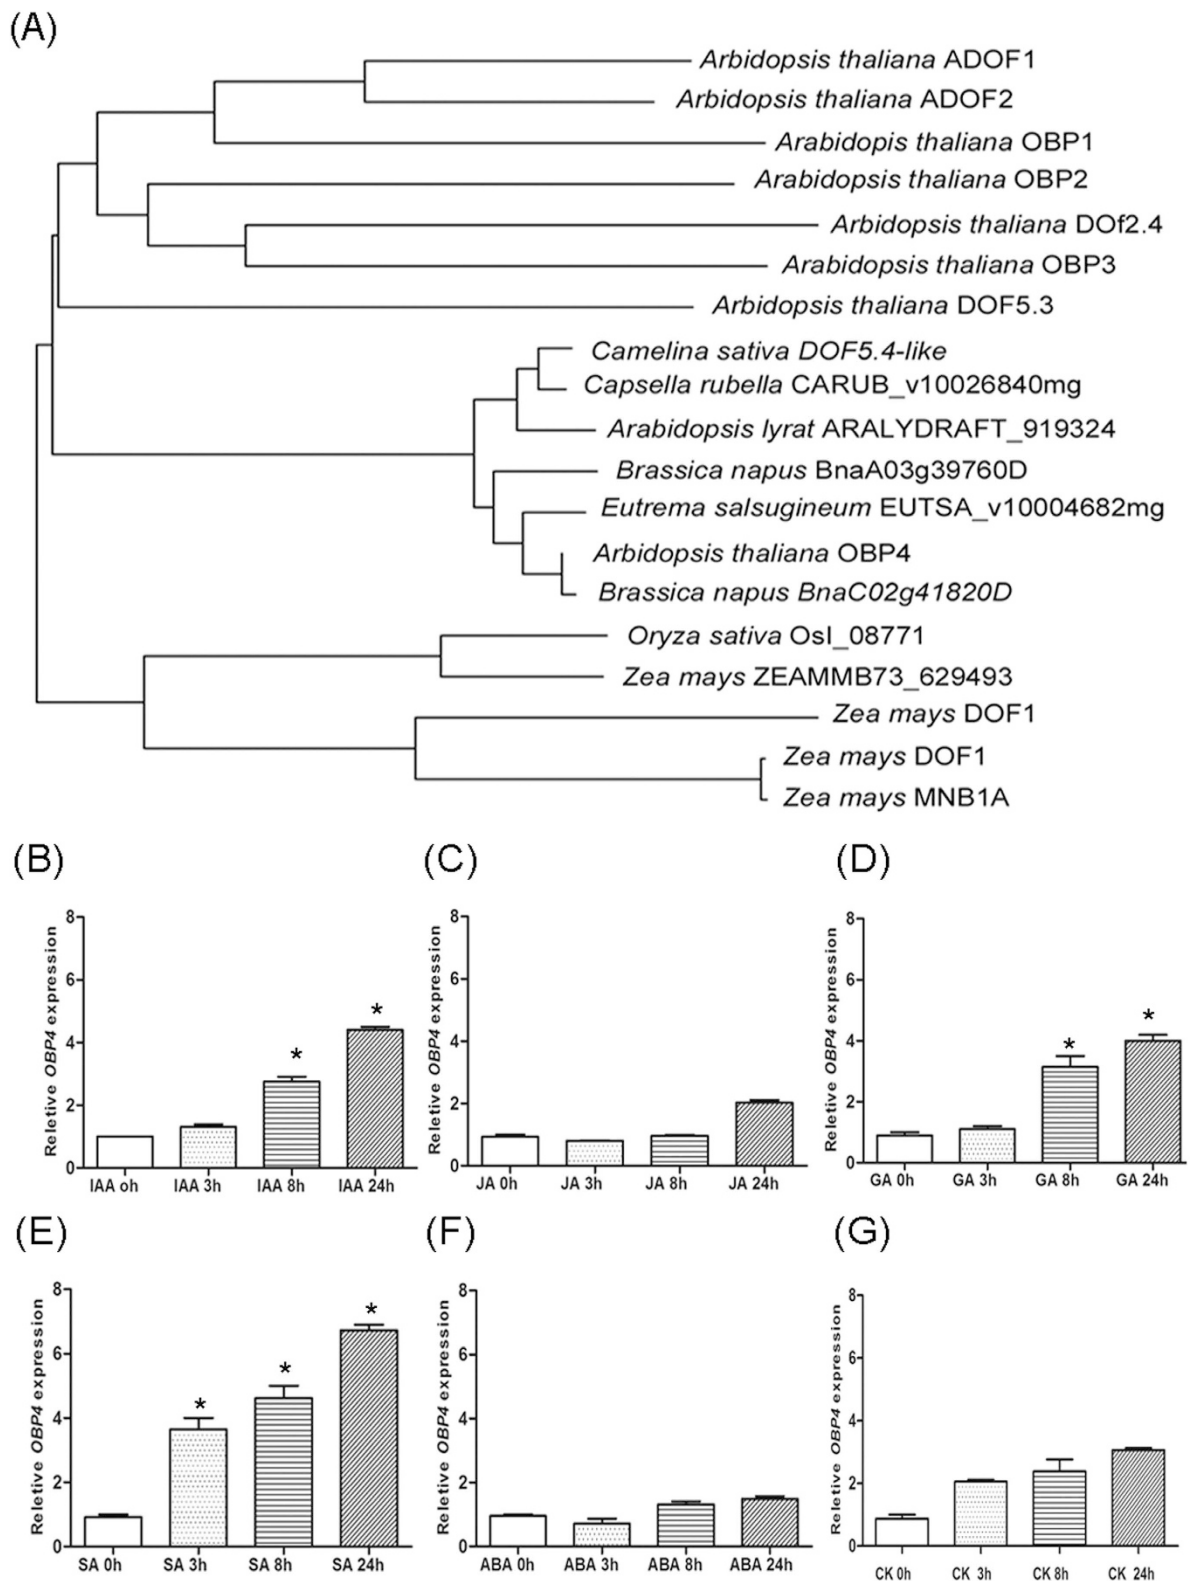 (A)
Arbidopsis thaliana ADOF1
Arbidopsis thaliana ADOF2
Arabidopis thaliana OBP1
Arabidopsis thaliana OBP2
Arbidopsis thaliana DOf2.4
Arabidopsis thaliana OBP3
Arbidopsis thaliana DOF5.3
Camelina sativa DOF5.4-like
Capsella rubella CARUB_v10026840mg
Arabidopsis lyrat ARALYDRAFT_919324
Brassica napus BnaA03g39760D
Eutrema salsugineum EUTSA_v10004682mg
Arbidopsis thaliana OBP4
Brassica napus BnaC02g41820D
Oryza sativa OsI_08771
Zea mays ZEAMMB73_629493
Zea mays DOF1
Zea mays DOF1
Zea mays MNB1A
(B)
Reletive OBP4 expression
8
6
4
2
0
*
*
IAA oh IAA 3h IAA 8h IAA 24h
(C)
Reletive OBP4 expression
8
6
4
2
0
JA 0h JA 3h JA 8h JA 24h
(D)
Reletive OBP4 expression
8
6
4
2
0
*
*
GA 0h GA 3h GA 8h GA 24h
(E)
Reletive OBP4 expression
8
6
4
2
0
*
*
*
SA 0h SA 3h SA 8h SA 24h
(F)
Reletive OBP4 expression
8
6
4
2
0
ABA 0h ABA 3h ABA 8h ABA 24h
(G)
Reletive OBP4 expression
8
6
4
2
0
CK 0h CK 3h CK 8h CK 24h